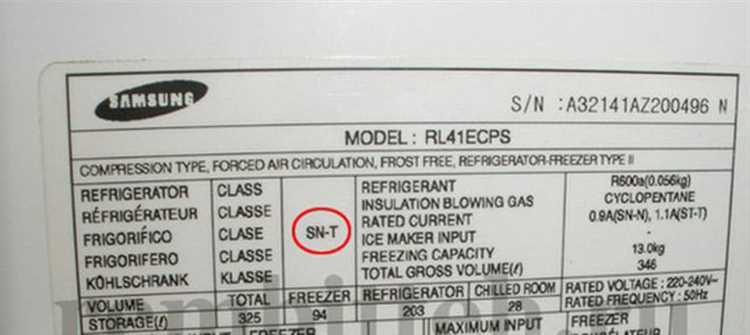 SAMSUNG
S/N : A32141AZ200496 N
MODEL : RL41ECPS
COMPRESSION TYPE, FORCED AIR CIRCULATION, FROST FREE, REFRIGERATOR-FREEZER TYPE II
REFRIGERATOR CLASS
RÉFRIGÉRATEUR CLASSE
FRIGORIFICO CLASE
FRIGORIFERO CLASSE
KÜHLSCHRANK KLASSE
SN-T
REFRIGERANT R600a(0.056kg)
INSULATION BLOWING GAS CYCLOPENTANE
RATED CURRENT 0.9A(SN-N), 1.1A(ST-T)
ICE MAKER INPUT
FREEZING CAPACITY 13.0kg
TOTAL GROSS VOLUME(ℓ) 346
VOLUME TOTAL FREEZER REFRIGERATOR CHILLED ROOM RATED VOLTAGE : 220-240V~
STORAGE(ℓ) 325 94 203 28 RATED FREQUENCY : 50Hz
INPUT FREEZER MAXIMUM INPUT FREEZER